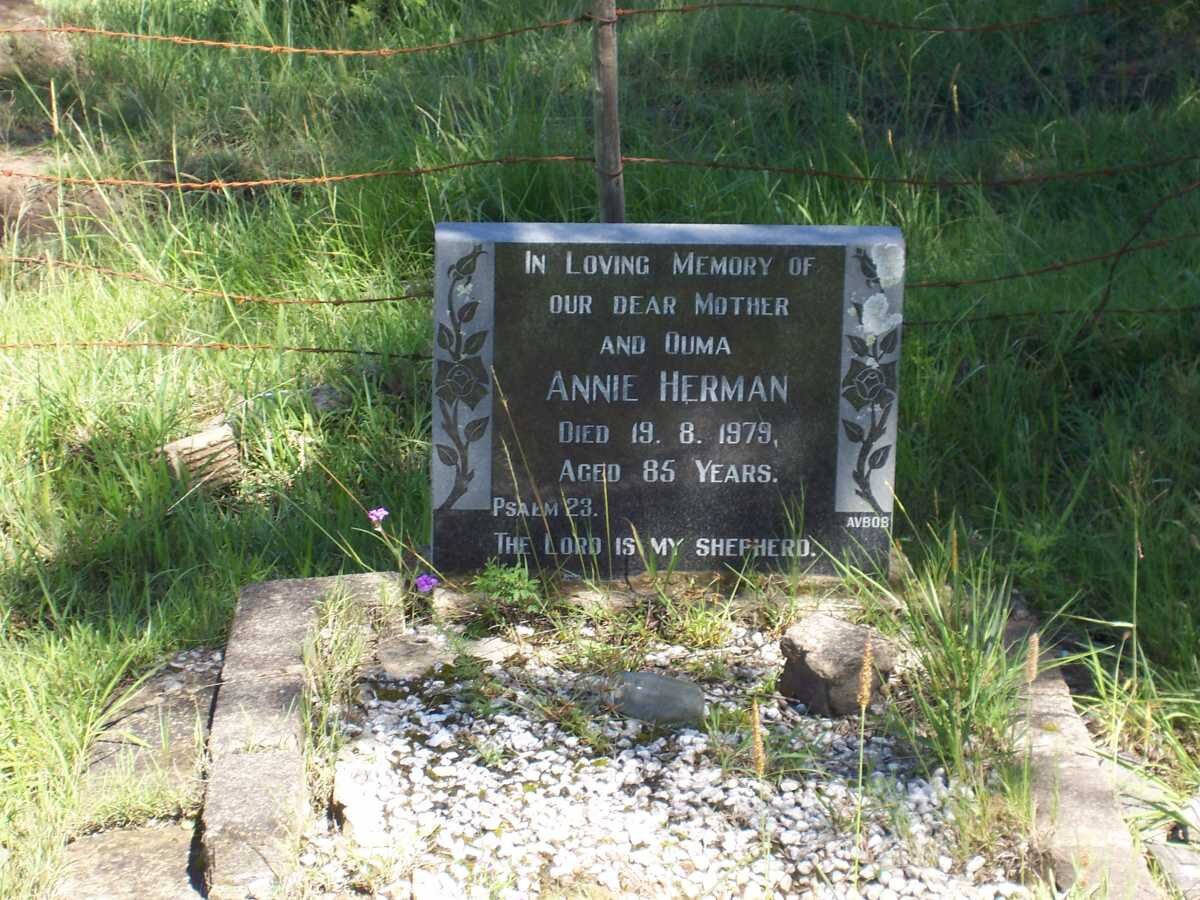 In Loving Memory of
our dear Mother
and Ouma
Annie Herman
Died 19. 8. 1979,
Aged 85 Years.
Psalm 23.
AVBOB
The Lord is my shepherd.